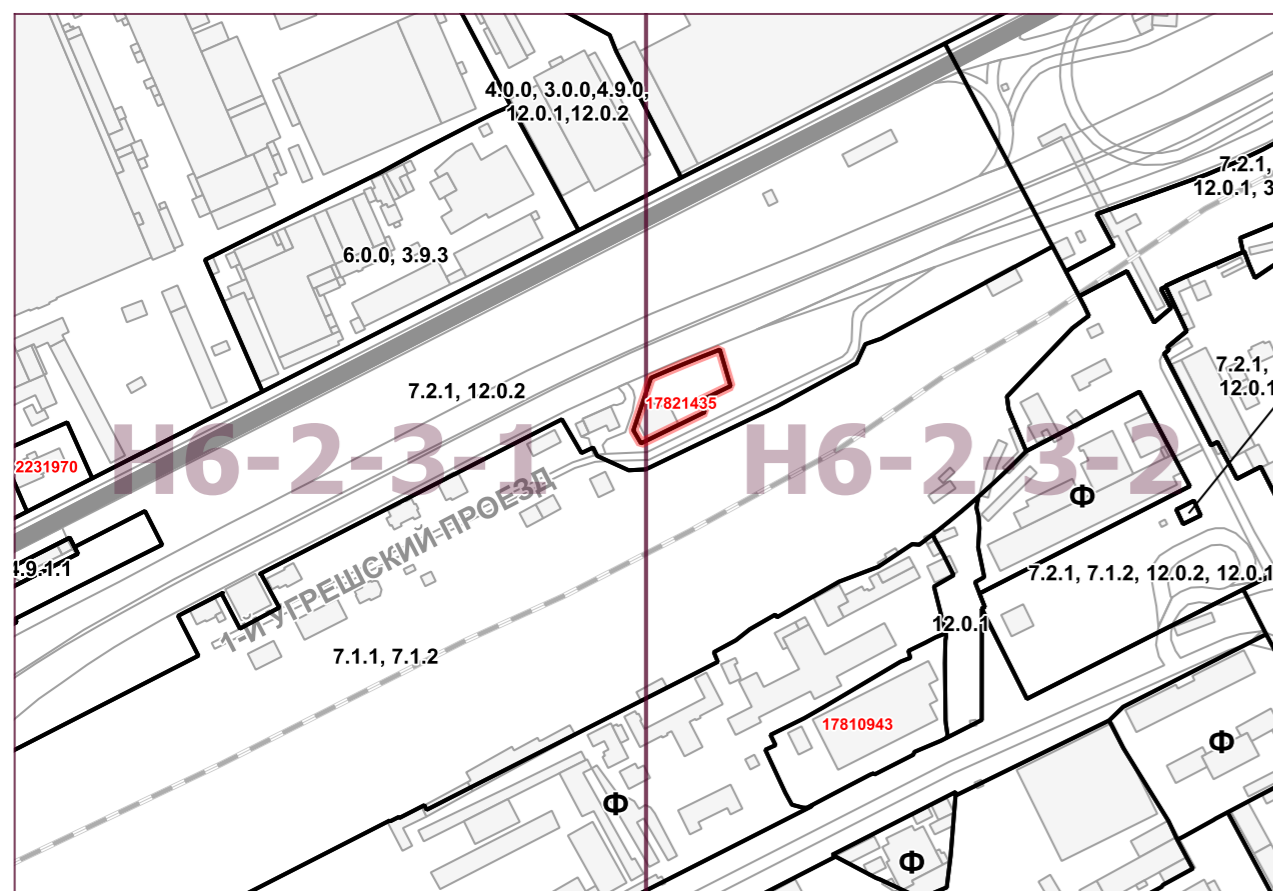 4.0.0, 3.0.0,4.9.0,
12.0.1,12.0.2
7.2.1,
12.0.1, 3
6.0.0, 3.9.3
7.2.1, 12.0.2
7.2.1,
12.0.1
17821435
Н6-2-3-1
Н6-2-3-2
2231970
Ф
1-Й УГРЕШСКИЙ ПРОЕЗД
4.9.1.1
7.2.1, 7.1.2, 12.0.2, 12.0.1
12.0.1
7.1.1, 7.1.2
17810943
Ф
Ф
Ф